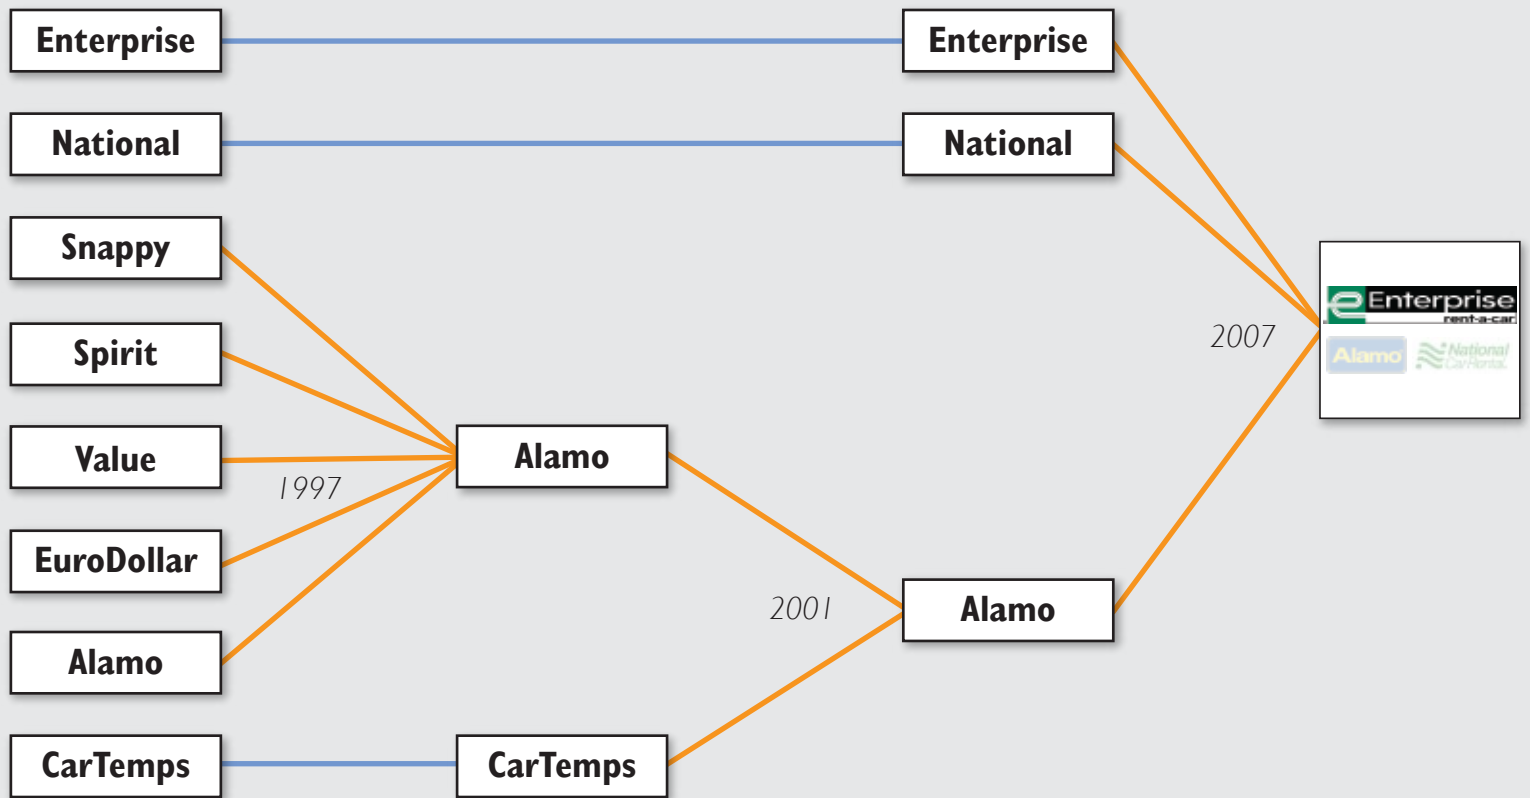 Enterprise
Enterprise
National
National
Snappy
Spirit
Value
EuroDollar
Alamo
CarTemps
1997
Alamo
CarTemps
2001
Alamo
2007
Enterprise
rent-a-car
Alamo
National
Car Rental